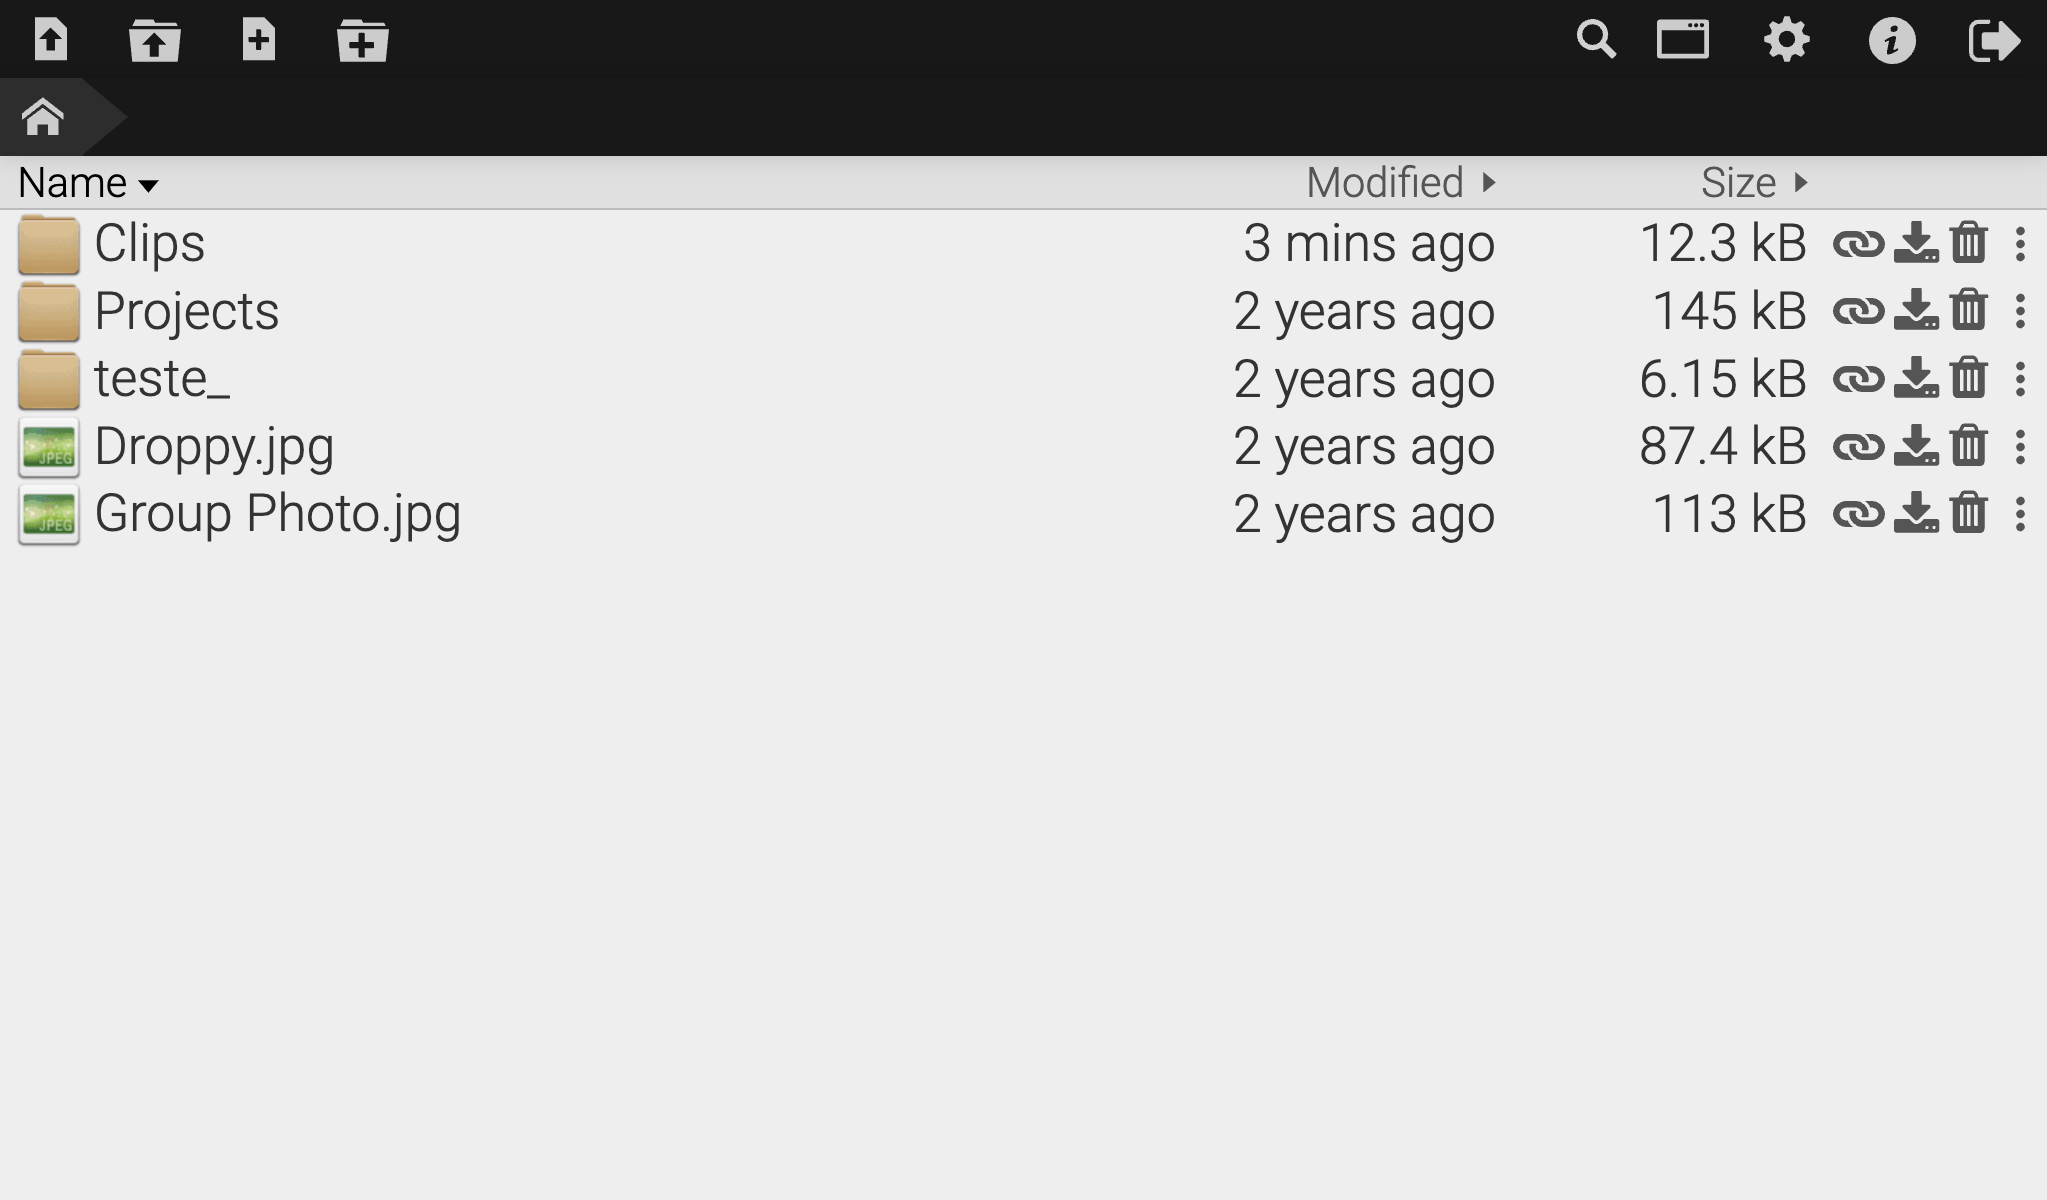 Name Modified Size
Clips 3 mins ago 12.3 kB
Projects 2 years ago 145 kB
teste_ 2 years ago 6.15 kB
JPEG Droppy.jpg 2 years ago 87.4 kB
JPEG Group Photo.jpg 2 years ago 113 kB